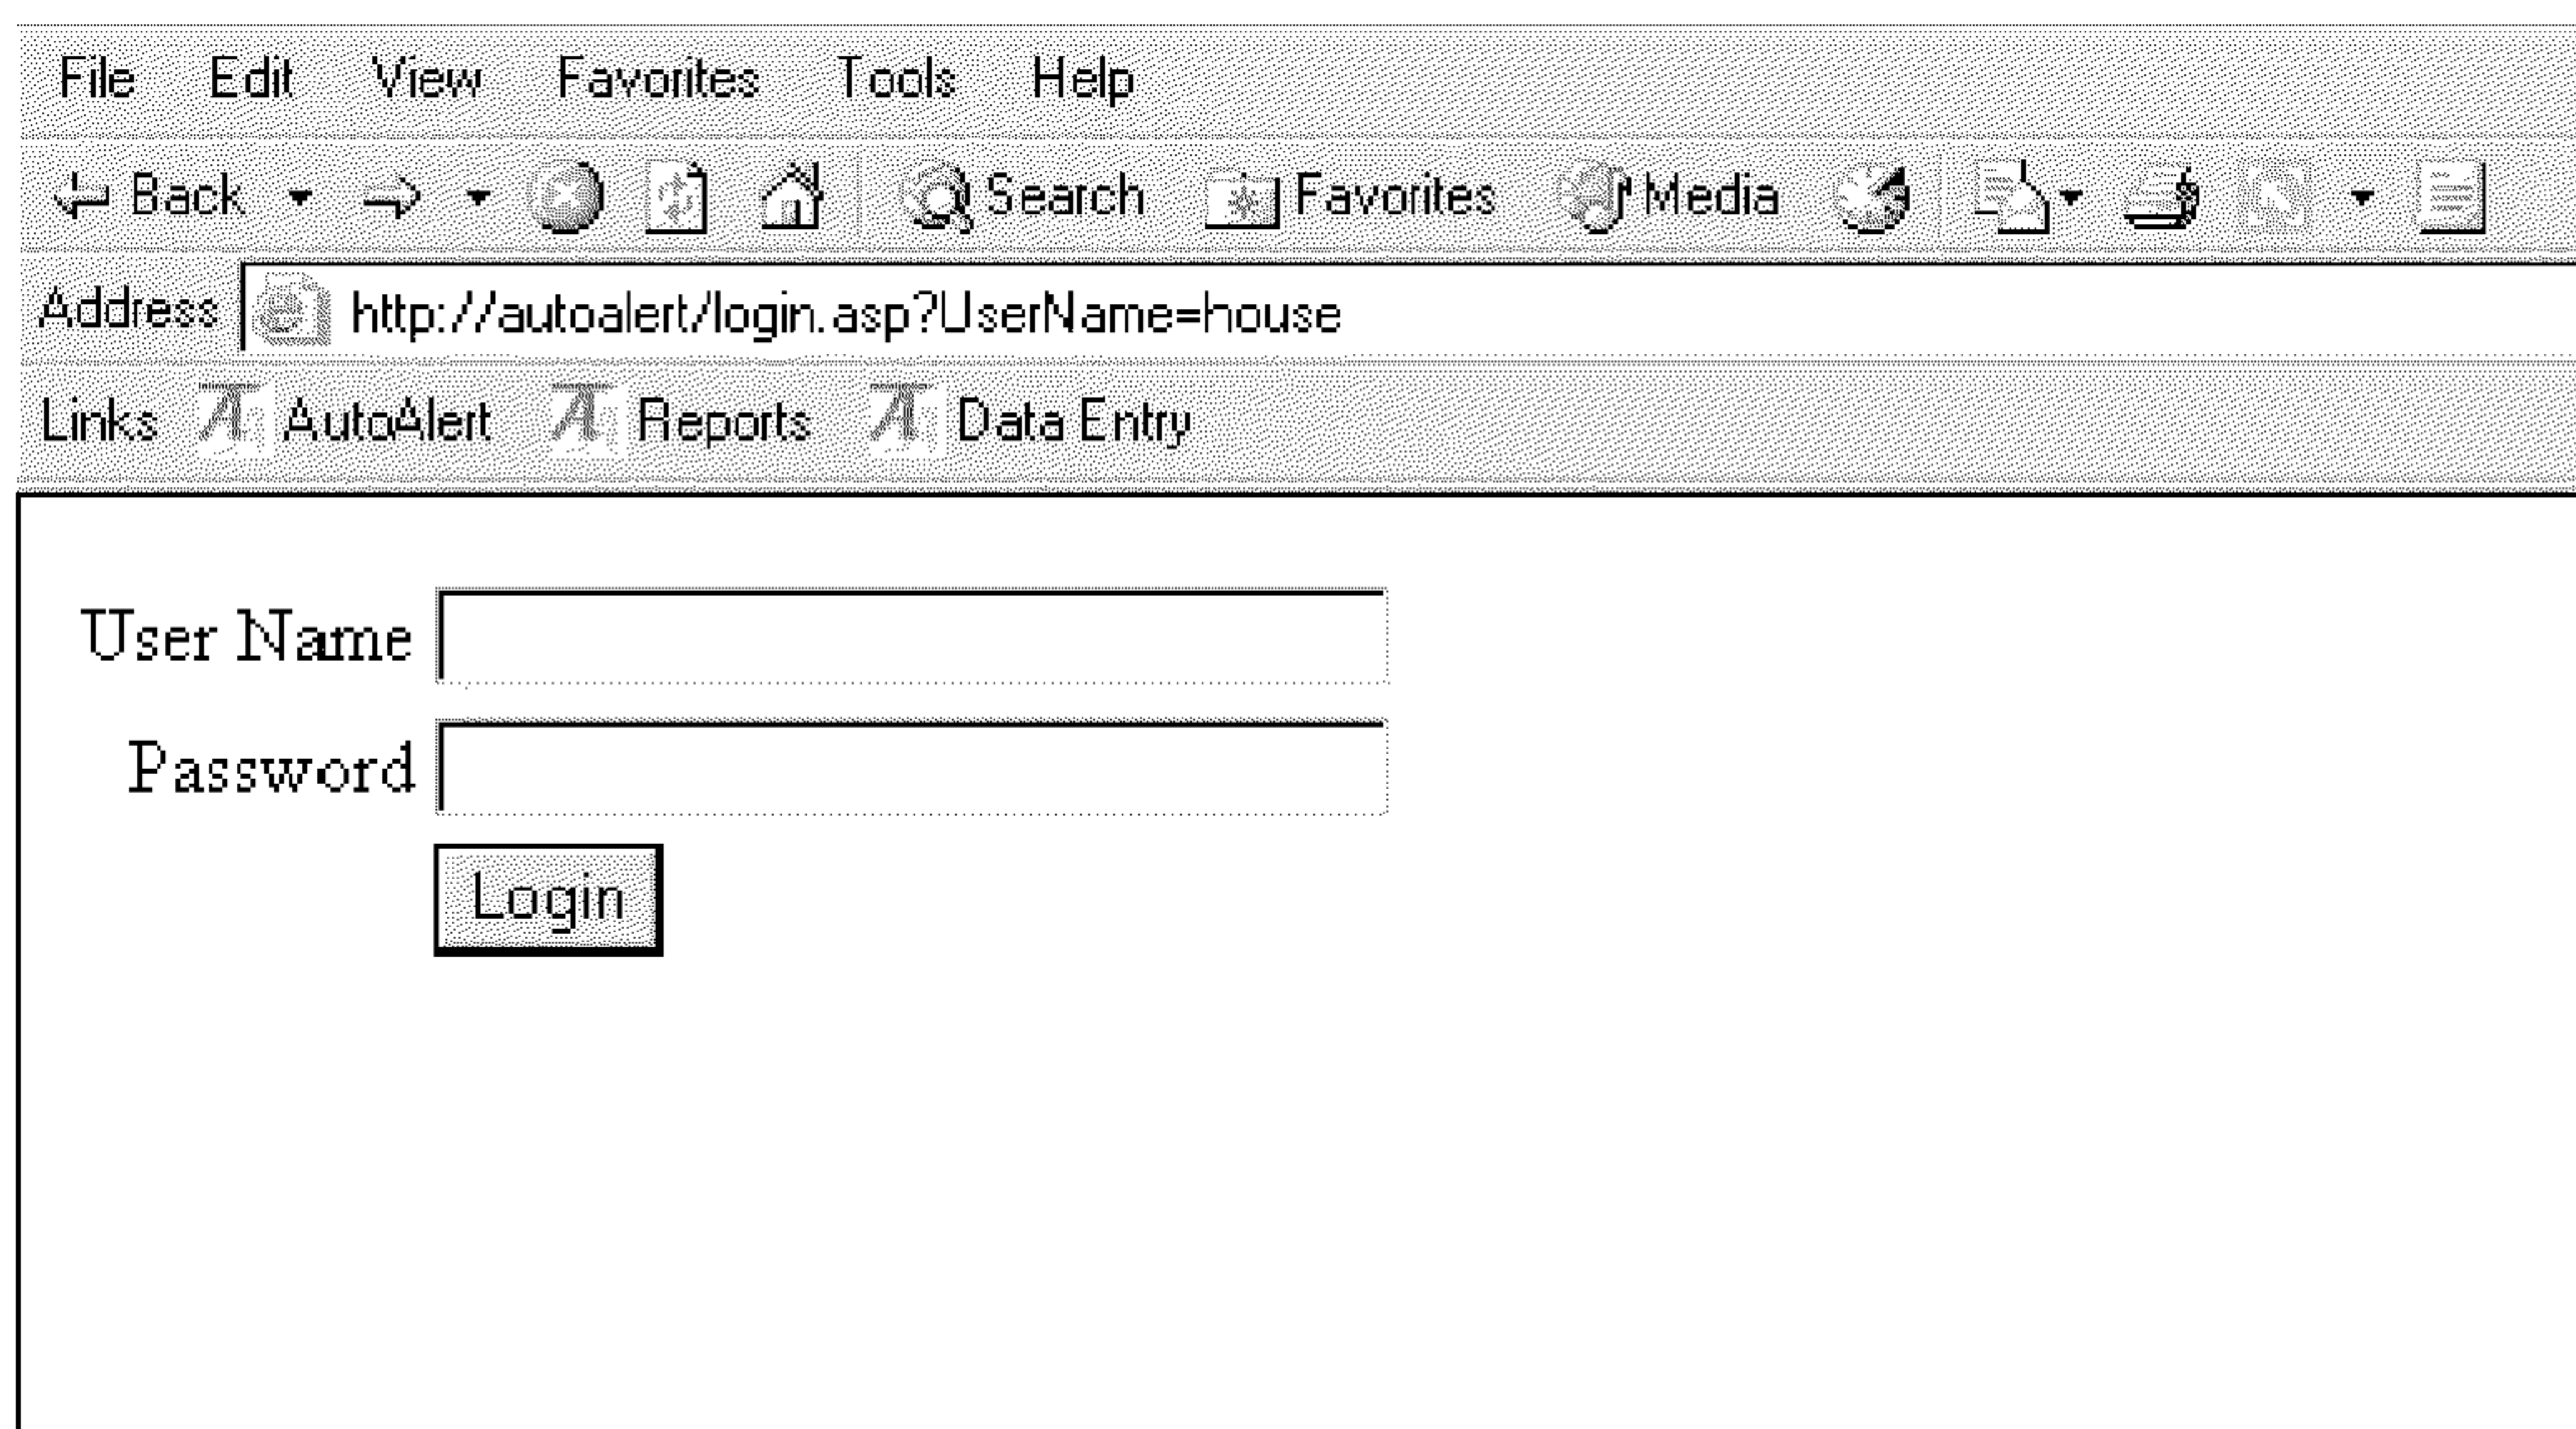 File Edit View Favorites Tools Help
Back Search Favorites Media
Address http://autoalert/login.asp?UserName=house
Links AutoAlert Reports Data Entry
User Name
Password
Login